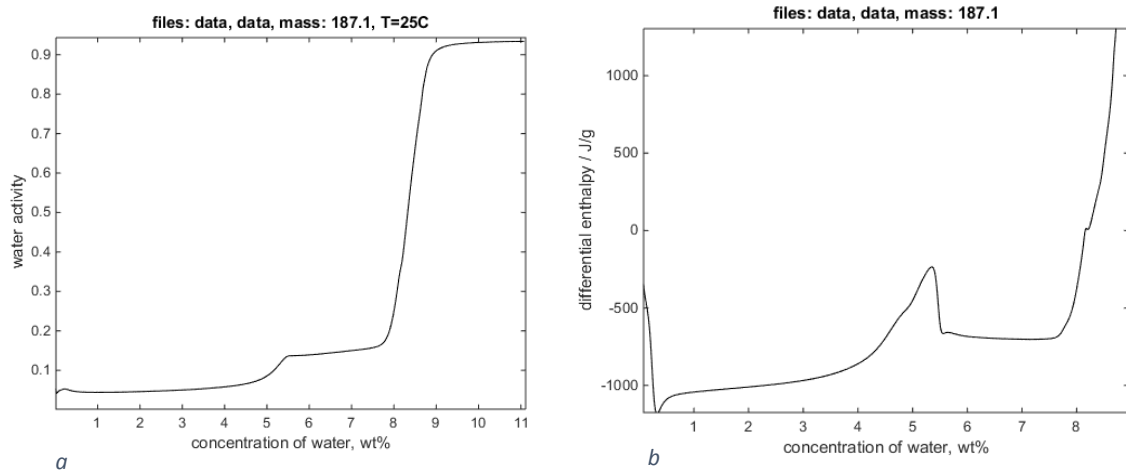 files: data, data, mass: 187.1, T=25C
0.9
0.8
0.7
0.6
0.5
0.4
0.3
0.2
0.1
water activity
1 2 3 4 5 6 7 8 9 10 11
concentration of water, wt%
a
files: data, data, mass: 187.1
1000
500
0
-500
-1000
differential enthalpy / J/g
1 2 3 4 5 6 7 8
concentration of water, wt%
b